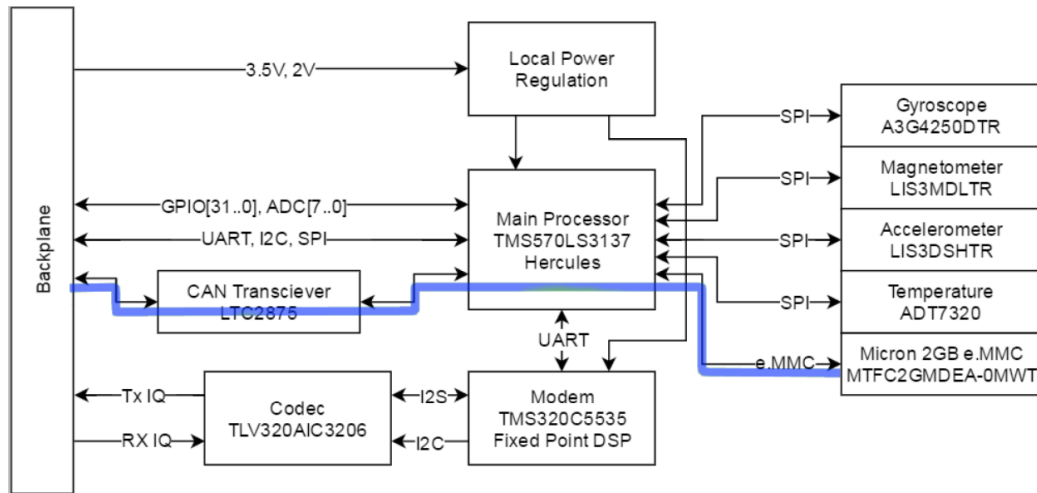 Backplane
3.5V, 2V
Local Power
Regulation
GPIO[31..0], ADC[7..0]
UART, I2C, SPI
CAN Transciever
LTC2875
Main Processor
TMS570LS3137
Hercules
UART
Tx IQ
RX IQ
Codec
TLV320AIC3206
I2S
I2C
Modem
TMS320C5535
Fixed Point DSP
SPI
Gyroscope
A3G4250DTR
SPI
Magnetometer
LIS3MDLTR
SPI
Accelerometer
LIS3DSHTR
SPI
Temperature
ADT7320
e.MMC
Micron 2GB e.MMC
MTFC2GMDEA-0MWT